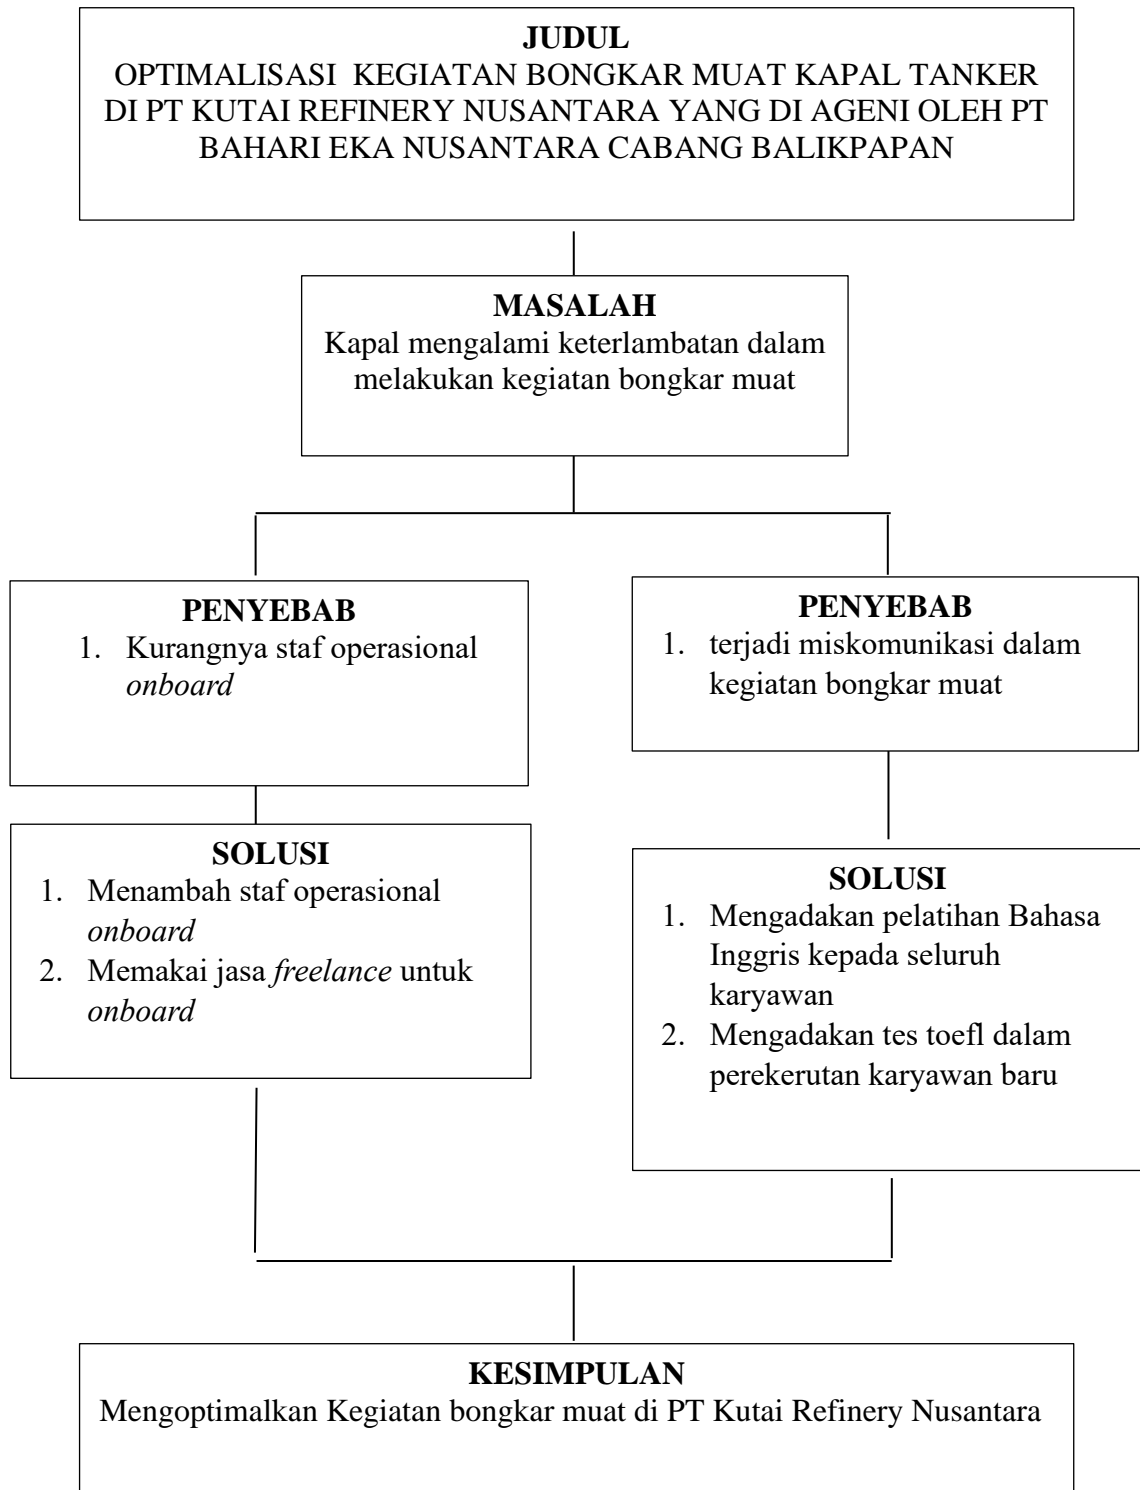 JUDUL
OPTIMALISASI KEGIATAN BONGKAR MUAT KAPAL TANKER
DI PT KUTAI REFINERY NUSANTARA YANG DI AGENI OLEH PT
BAHARI EKA NUSANTARA CABANG BALIKPAPAN
MASALAH
Kapal mengalami keterlambatan dalam
melakukan kegiatan bongkar muat
PENYEBAB
1. Kurangnya staf operasional
onboard
PENYEBAB
1. terjadi miskomunikasi dalam
kegiatan bongkar muat
SOLUSI
1. Menambah staf operasional
onboard
2. Memakai jasa freelance untuk
onboard
SOLUSI
1. Mengadakan pelatihan Bahasa
Inggris kepada seluruh
karyawan
2. Mengadakan tes toefl dalam
perekerutan karyawan baru
KESIMPULAN
Mengoptimalkan Kegiatan bongkar muat di PT Kutai Refinery Nusantara